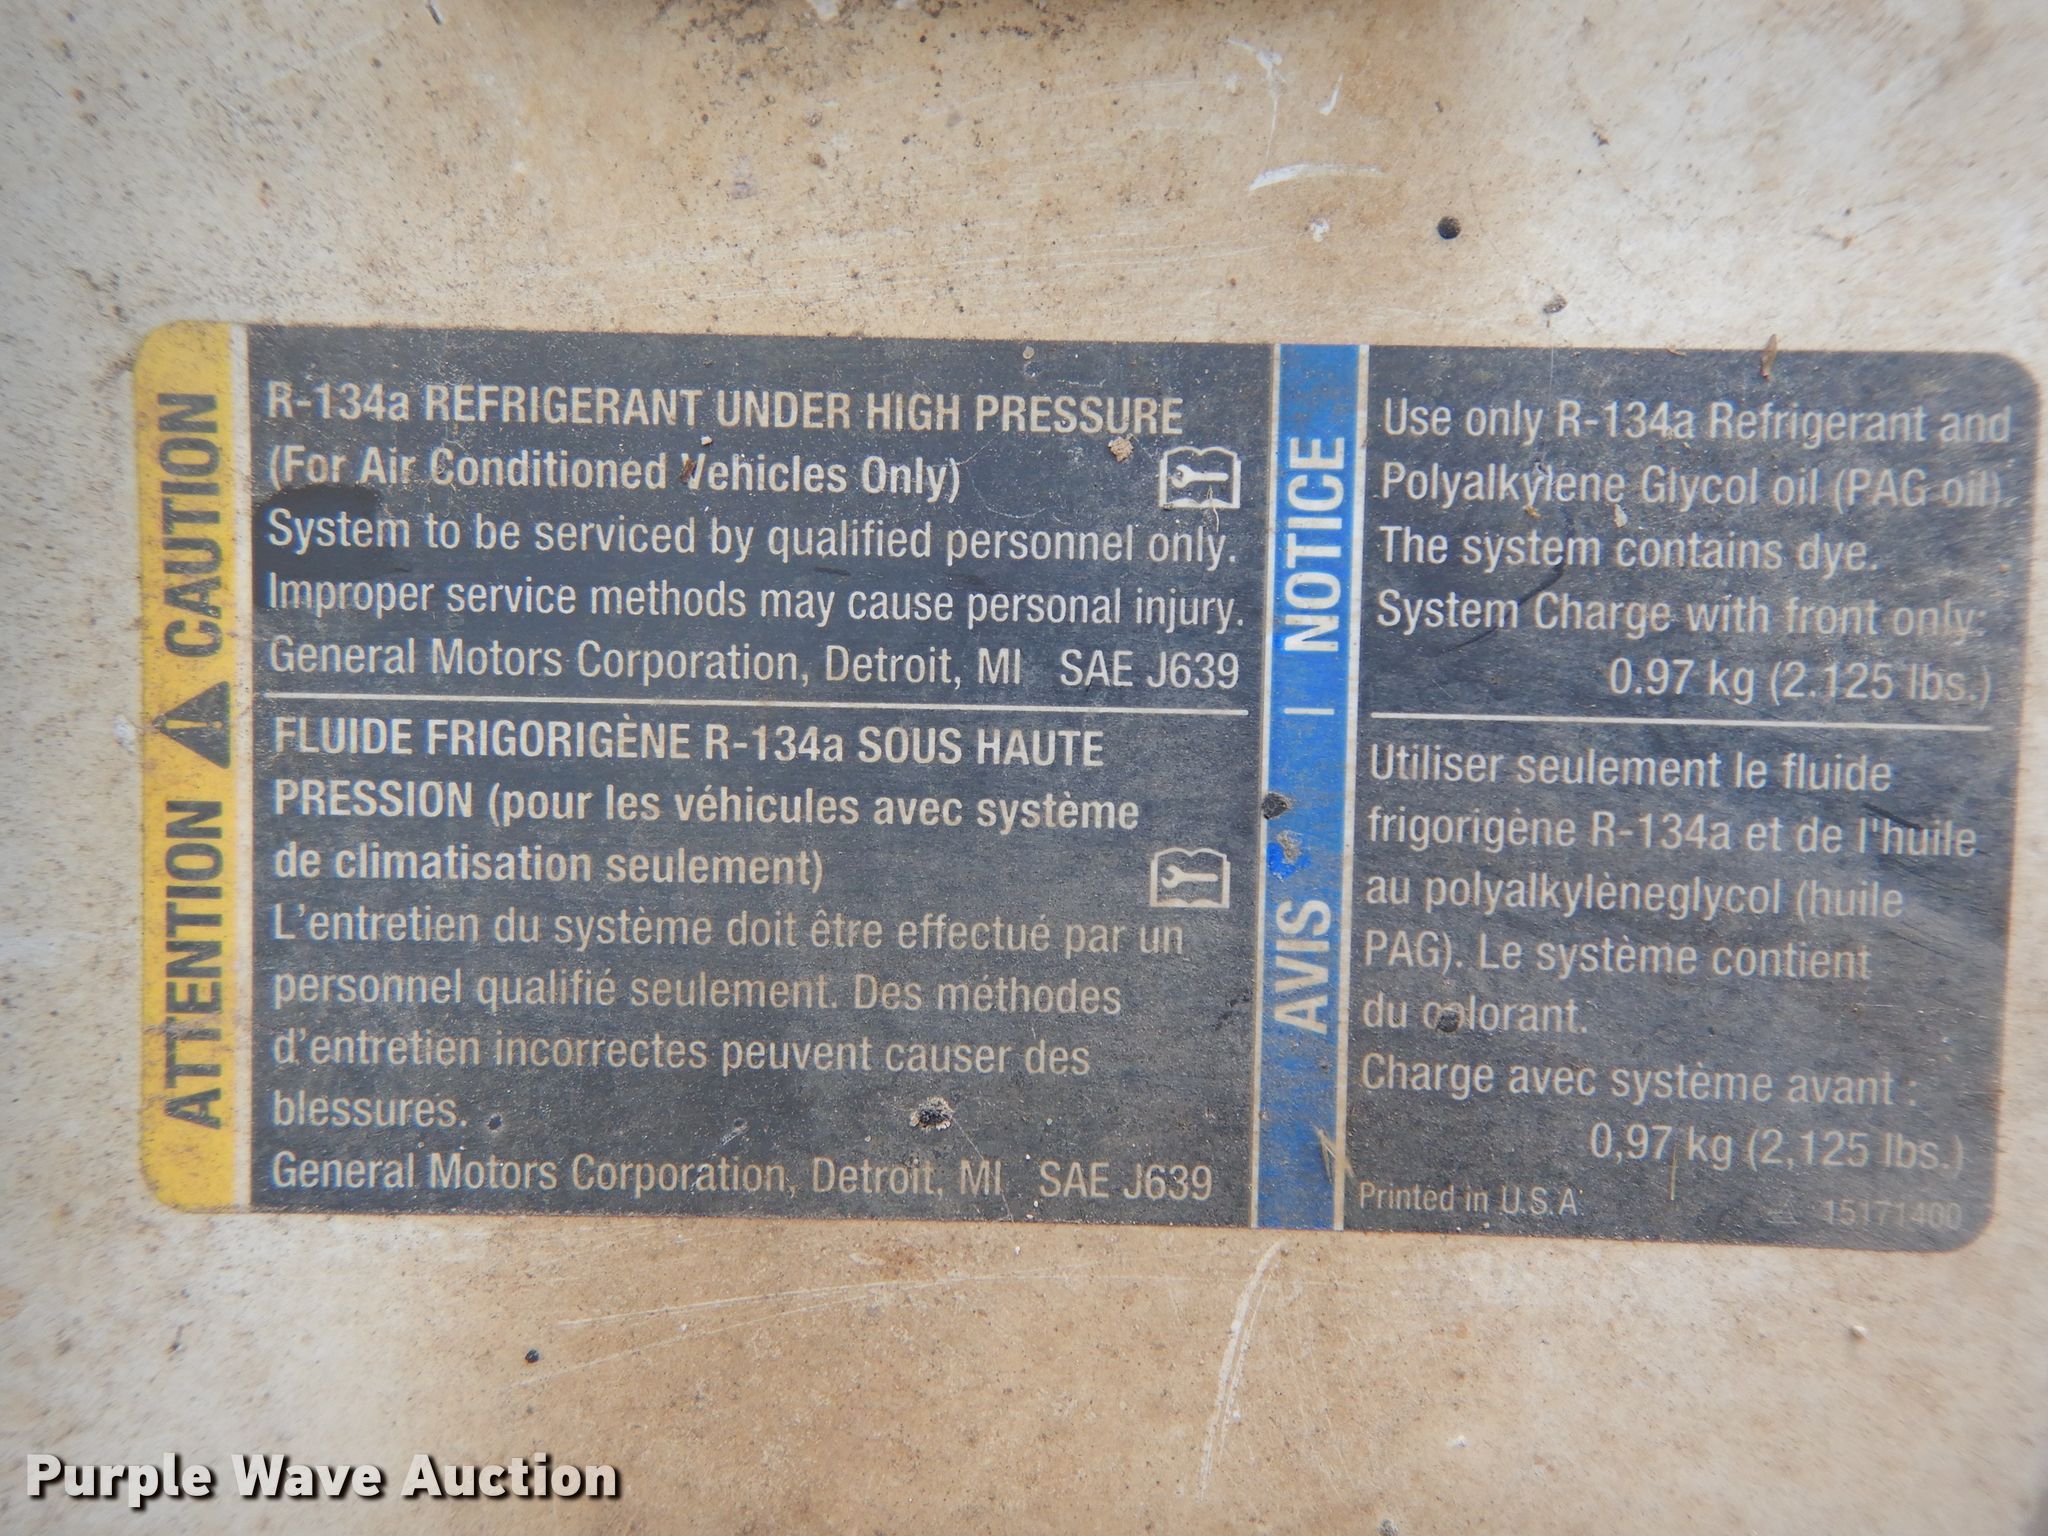 CAUTION
ATTENTION
R-134a REFRIGERANT UNDER HIGH PRESSURE
(For Air Conditioned Vehicles Only)
System to be serviced by qualified personnel only.
Improper service methods may cause personal injury.
General Motors Corporation, Detroit, MI SAE J639
FLUIDE FRIGORIGÈNE R-134a SOUS HAUTE
PRESSION (pour les véhicules avec système
de climatisation seulement)
L'entretien du système doit être effectué par un
personnel qualifié seulement. Des méthodes
d'entretien incorrectes peuvent causer des
blessures.
General Motors Corporation, Detroit, MI SAE J639
NOTICE
AVIS
Use only R-134a Refrigerant and
Polyalkylene Glycol oil (PAG oil).
The system contains dye.
System Charge with front only:
0.97 kg (2.125 lbs.)
Utiliser seulement le fluide
frigorigène R-134a et de l'huile
au polyalkylèneglycol (huile
PAG). Le système contient
du colorant.
Charge avec système avant :
0,97 kg (2,125 lbs.)
Printed in U.S.A.
15171400
Purple Wave Auction